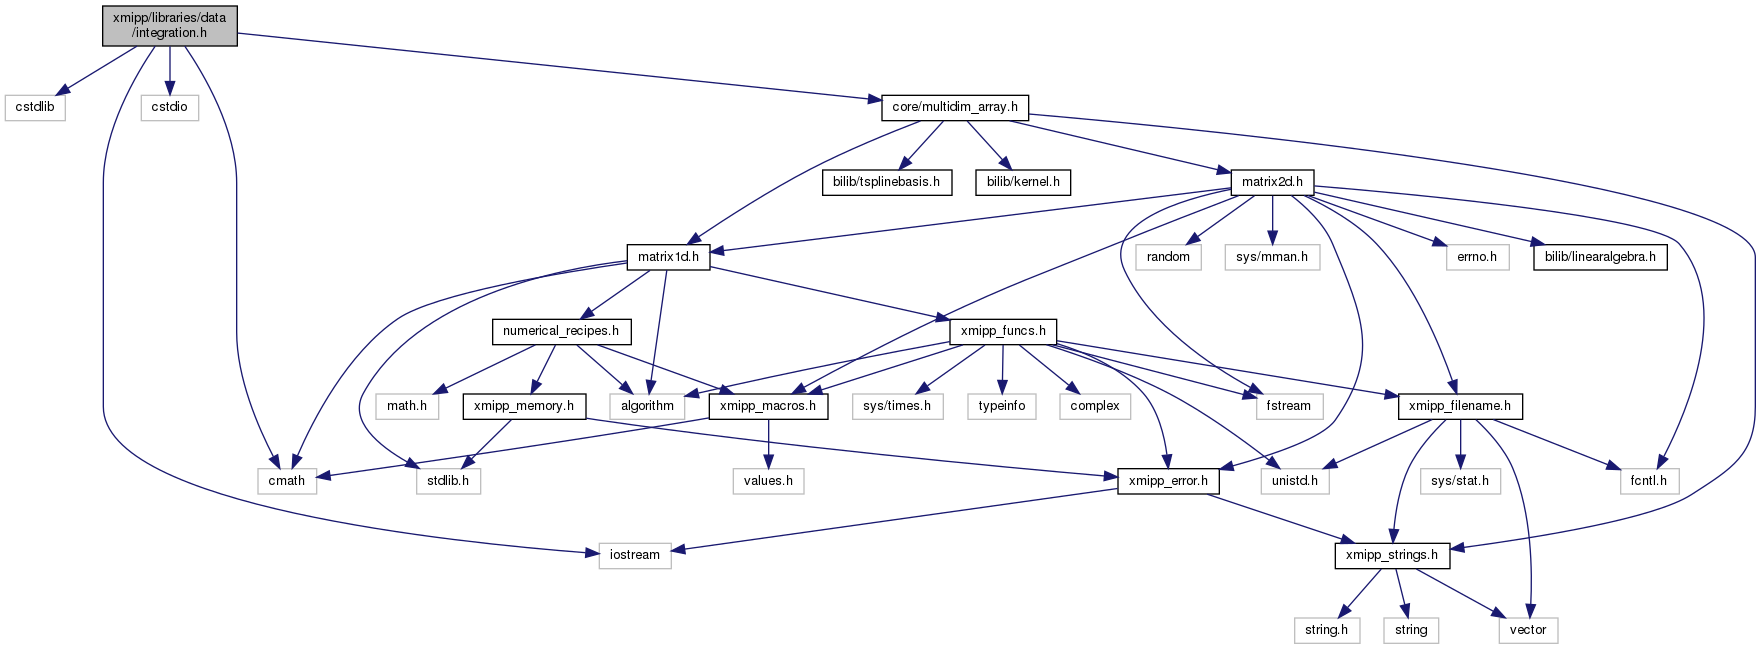 xmipp/libraries/data
/integration.h
cstdlib
cstdio
core/multidim_array.h
bilib/tsplinebasis.h
bilib/kernel.h
matrix2d.h
matrix1d.h
random
sys/mman.h
errno.h
bilib/linearalgebra.h
numerical_recipes.h
xmipp_funcs.h
math.h
xmipp_memory.h
algorithm
xmipp_macros.h
sys/times.h
typeinfo
complex
fstream
xmipp_filename.h
cmath
stdlib.h
values.h
xmipp_error.h
unistd.h
sys/stat.h
fcntl.h
iostream
xmipp_strings.h
string.h
string
vector